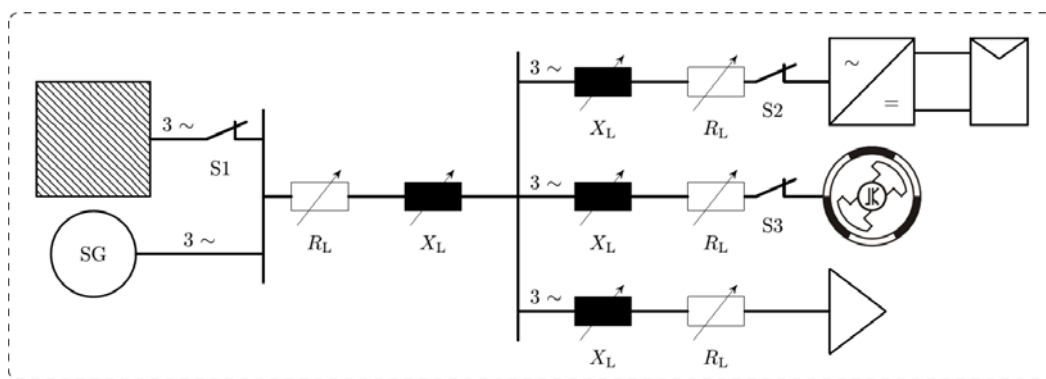 3 ∼
S1
SG
3 ∼
R_L
X_L
3 ∼
X_L
R_L
S2
∼
=
3 ∼
X_L
R_L
S3
3 ∼
X_L
R_L